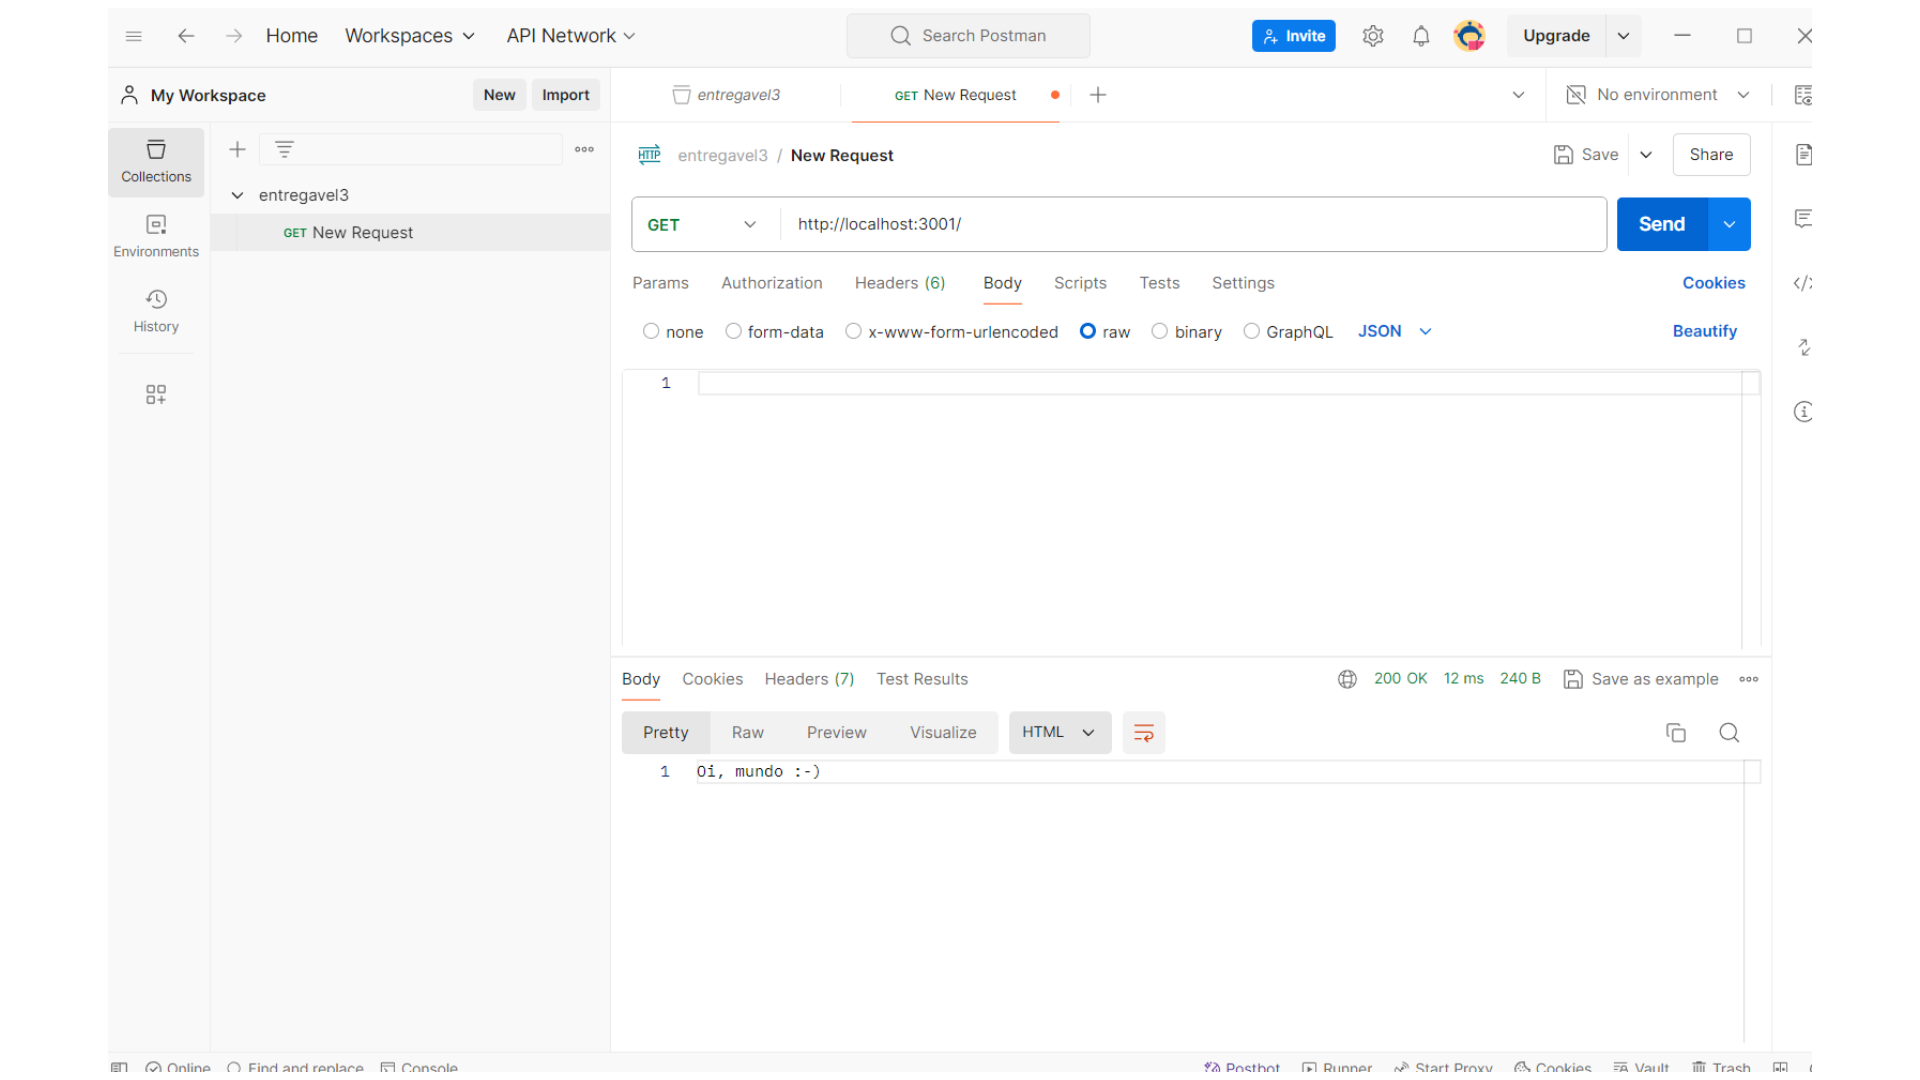 Home Workspaces API Network Search Postman Invite Upgrade
My Workspace New Import entregavel3 GET New Request No environment
Collections
Environments
History
entregavel3
GET New Request
HTTP entregavel3 / New Request Save Share
GET http://localhost:3001/ Send
Params Authorization Headers (6) Body Scripts Tests Settings Cookies
none form-data x-www-form-urlencoded raw binary GraphQL JSON Beautify
1
Body Cookies Headers (7) Test Results 200 OK 12 ms 240 B Save as example
Pretty Raw Preview Visualize HTML
1 Oi, mundo :-)
Online Find and replace Console Postbot Runner Start Proxy Cookies Vault Trash